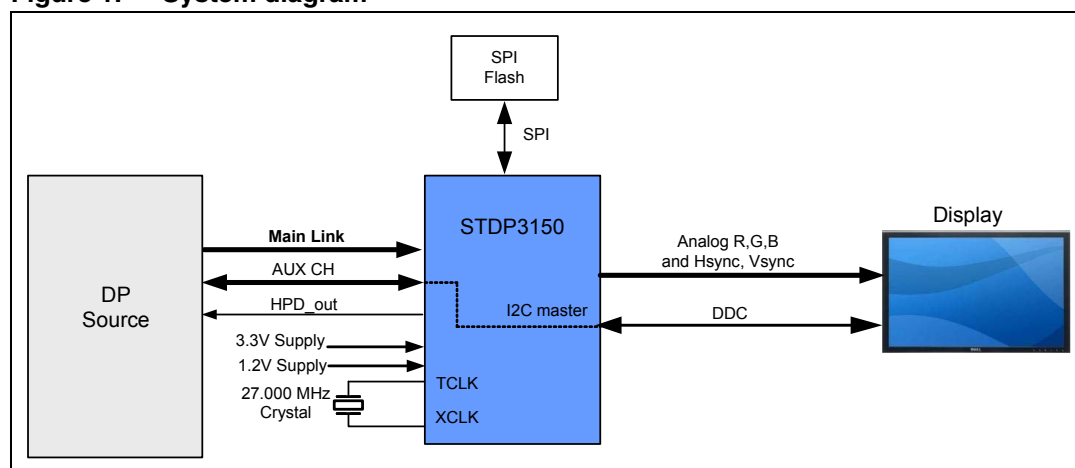 Figure 1. System diagram
SPI
Flash
SPI
DP
Source
Main Link
AUX CH
HPD_out
3.3V Supply
1.2V Supply
27.000 MHz
Crystal
STDP3150
I2C master
TCLK
XCLK
Analog R,G,B
and Hsync, Vsync
DDC
Display